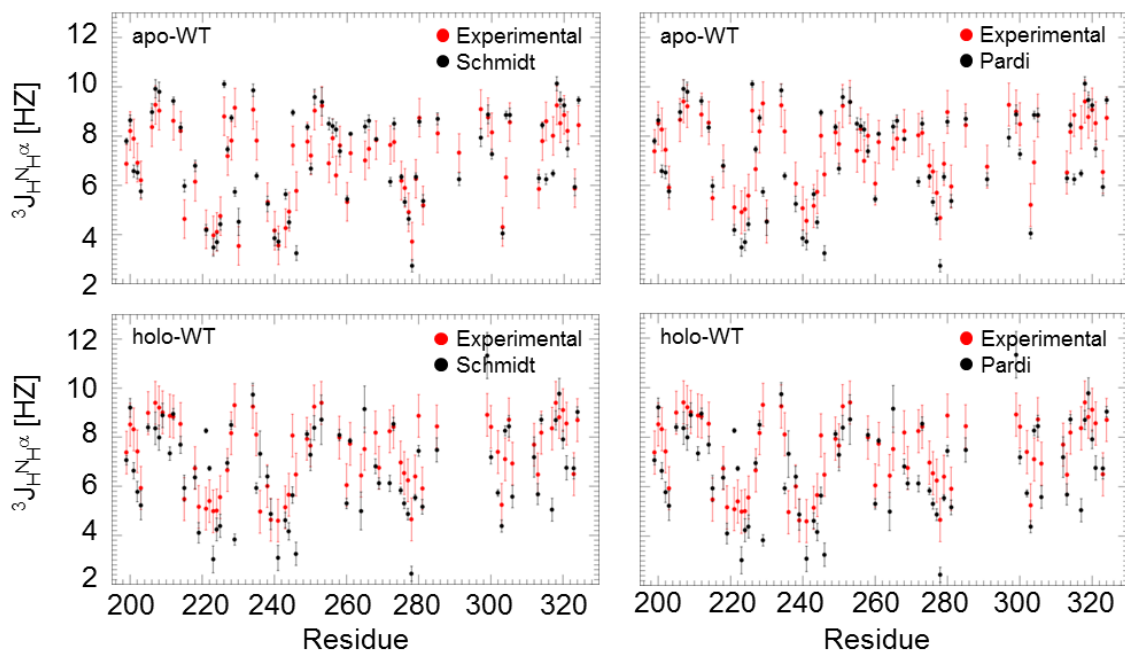 apo-WT
Experimental
Schmidt
apo-WT
Experimental
Pardi
³J_HᴺHᵅ [HZ]
12
10
8
6
4
2
holo-WT
Experimental
Schmidt
holo-WT
Experimental
Pardi
³J_HᴺHᵅ [HZ]
12
10
8
6
4
2
200 220 240 260 280 300 320
200 220 240 260 280 300 320
Residue
Residue